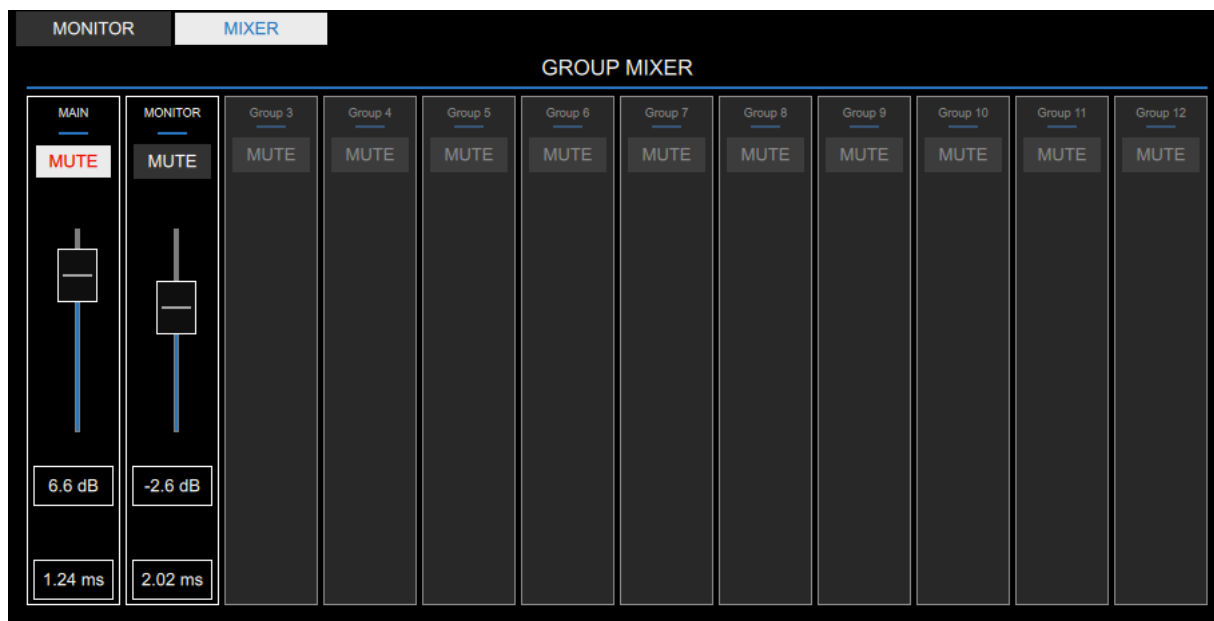 MONITOR MIXER
GROUP MIXER
MAIN MONITOR Group 3 Group 4 Group 5 Group 6 Group 7 Group 8 Group 9 Group 10 Group 11 Group 12
MUTE MUTE MUTE MUTE MUTE MUTE MUTE MUTE MUTE MUTE MUTE MUTE
6.6 dB -2.6 dB
1.24 ms 2.02 ms